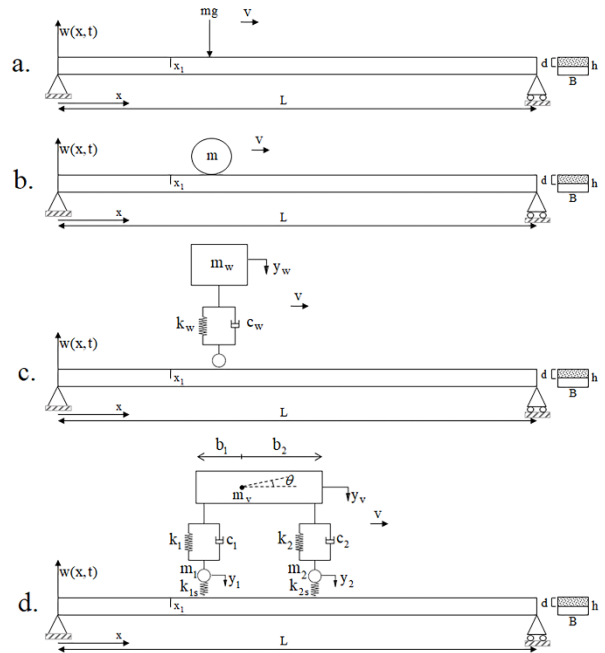 mg v
w(x,t)
a. x₁ d h
B
x L
w(x,t) m v
b. x₁ d h
B
x L
m_w y_w
k_w c_w v
w(x,t)
c. x₁ d h
B
x L
b₁ b₂
θ
m_v y_v
v
k₁ c₁ k₂ c₂
m₁ y₁ m₂ y₂
w(x,t) k₁ₛ k₂ₛ
d. x₁ d h
B
x L